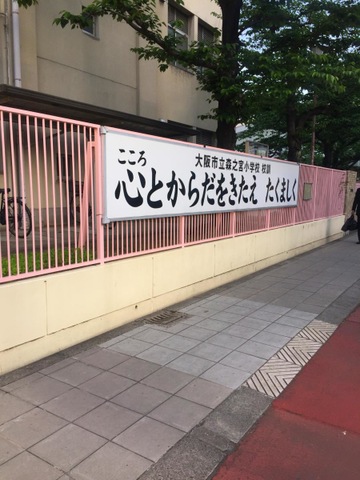 大阪市立森之宮小学校 校訓
こころ
心とからだをきたえ たくましく